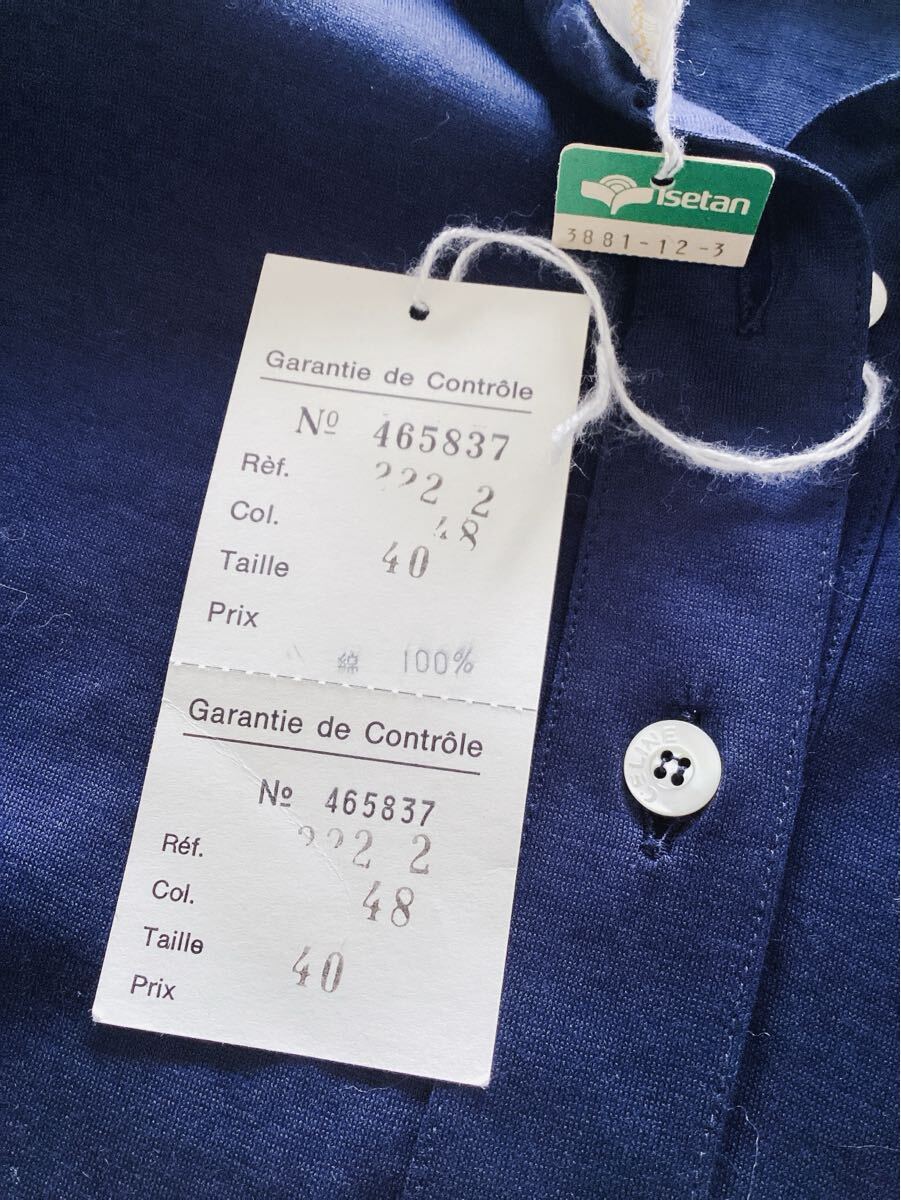 Isetan
3881-12-3
Garantie de Contrôle
Nº 465837
Rèf. 222 2
Col. 48
Taille 40
Prix
綿 100%
Garantie de Contrôle
Nº 465837
Réf. 222 2
Col. 48
Taille 40
Prix
CELINE